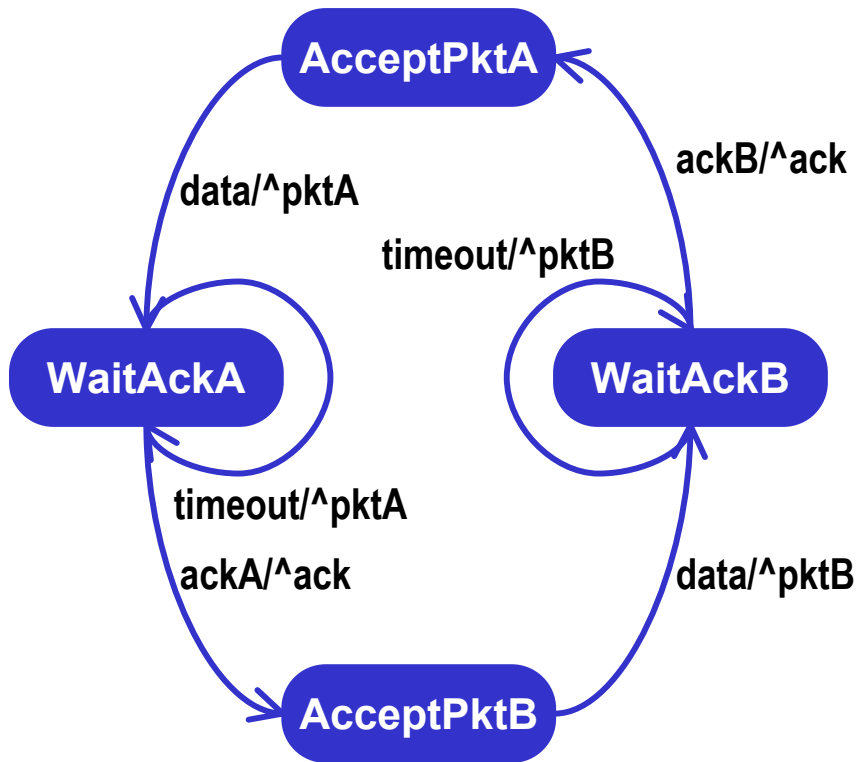 AcceptPktA
ackB/^ack
data/^pktA
timeout/^pktB
WaitAckA
WaitAckB
timeout/^pktA
ackA/^ack
data/^pktB
AcceptPktB